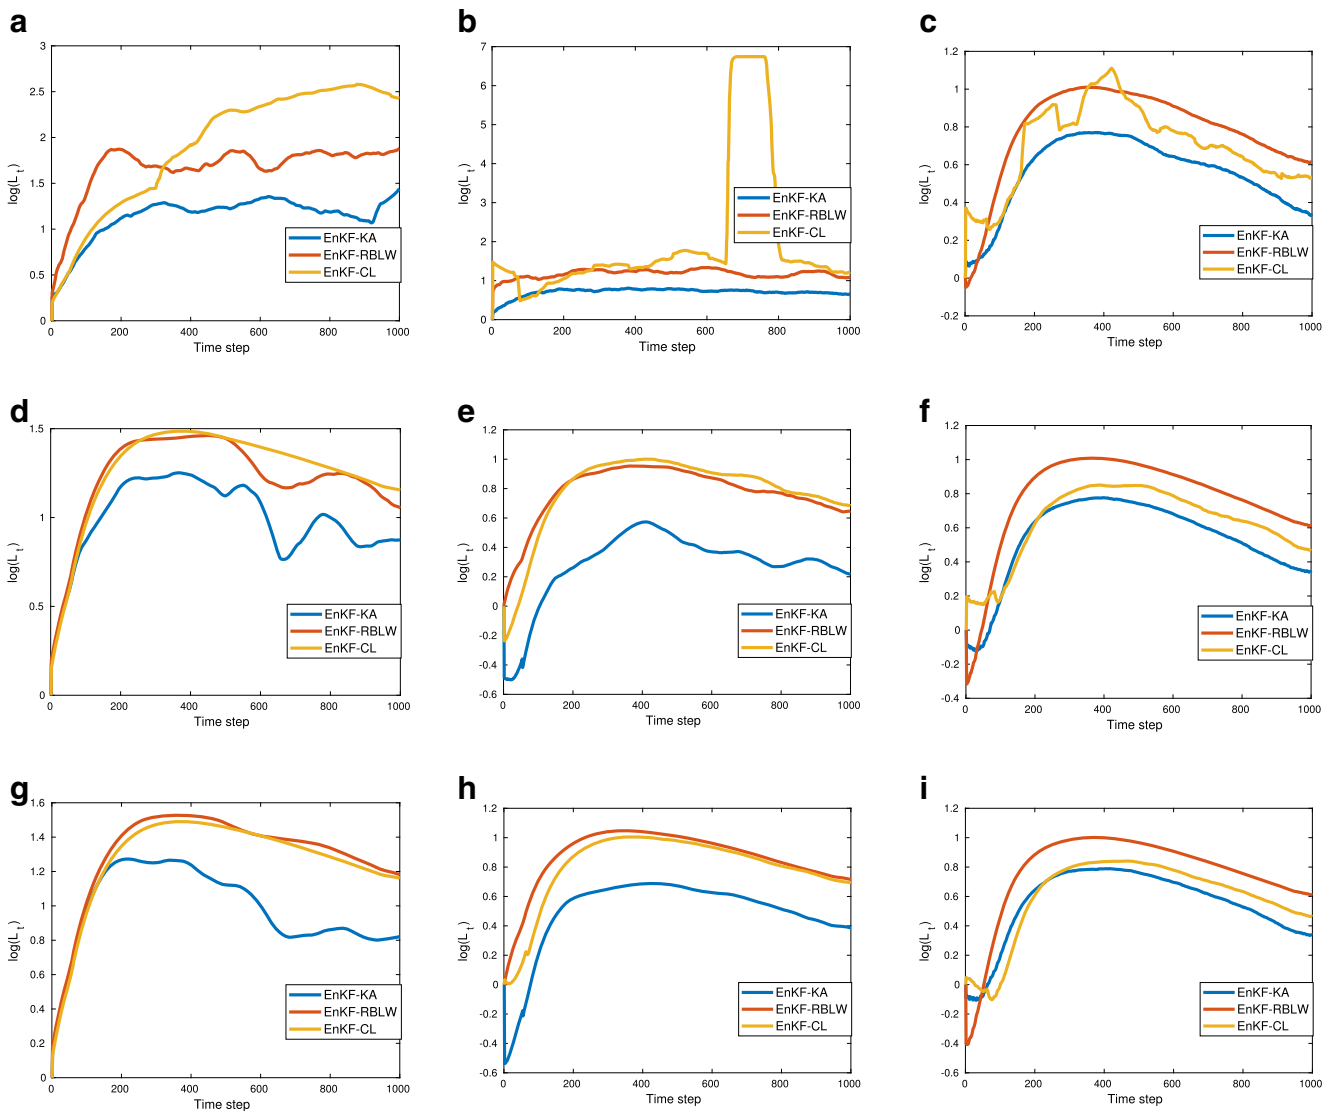 a
3
2.5
2
1.5
1
0.5
0
log(L t)
0 200 400 600 800 1000
Time step
EnKF-KA
EnKF-RBLW
EnKF-CL
b
7
6
5
4
3
2
1
0
log(L t)
0 200 400 600 800 1000
Time step
EnKF-KA
EnKF-RBLW
EnKF-CL
c
1.2
1
0.8
0.6
0.4
0.2
0
-0.2
log(L t)
0 200 400 600 800 1000
Time step
EnKF-KA
EnKF-RBLW
EnKF-CL
d
1.5
1
0.5
0
log(L t)
0 200 400 600 800 1000
Time step
EnKF-KA
EnKF-RBLW
EnKF-CL
e
1.2
1
0.8
0.6
0.4
0.2
0
-0.2
-0.4
-0.6
log(L t)
0 200 400 600 800 1000
Time step
EnKF-KA
EnKF-RBLW
EnKF-CL
f
1.2
1
0.8
0.6
0.4
0.2
0
-0.2
-0.4
log(L t)
0 200 400 600 800 1000
Time step
EnKF-KA
EnKF-RBLW
EnKF-CL
g
1.6
1.4
1.2
1
0.8
0.6
0.4
0.2
0
log(L t)
0 200 400 600 800 1000
Time step
EnKF-KA
EnKF-RBLW
EnKF-CL
h
1.2
1
0.8
0.6
0.4
0.2
0
-0.2
-0.4
-0.6
log(L t)
0 200 400 600 800 1000
Time step
EnKF-KA
EnKF-RBLW
EnKF-CL
i
1.2
1
0.8
0.6
0.4
0.2
0
-0.2
-0.4
-0.6
log(L t)
0 200 400 600 800 1000
Time step
EnKF-KA
EnKF-RBLW
EnKF-CL